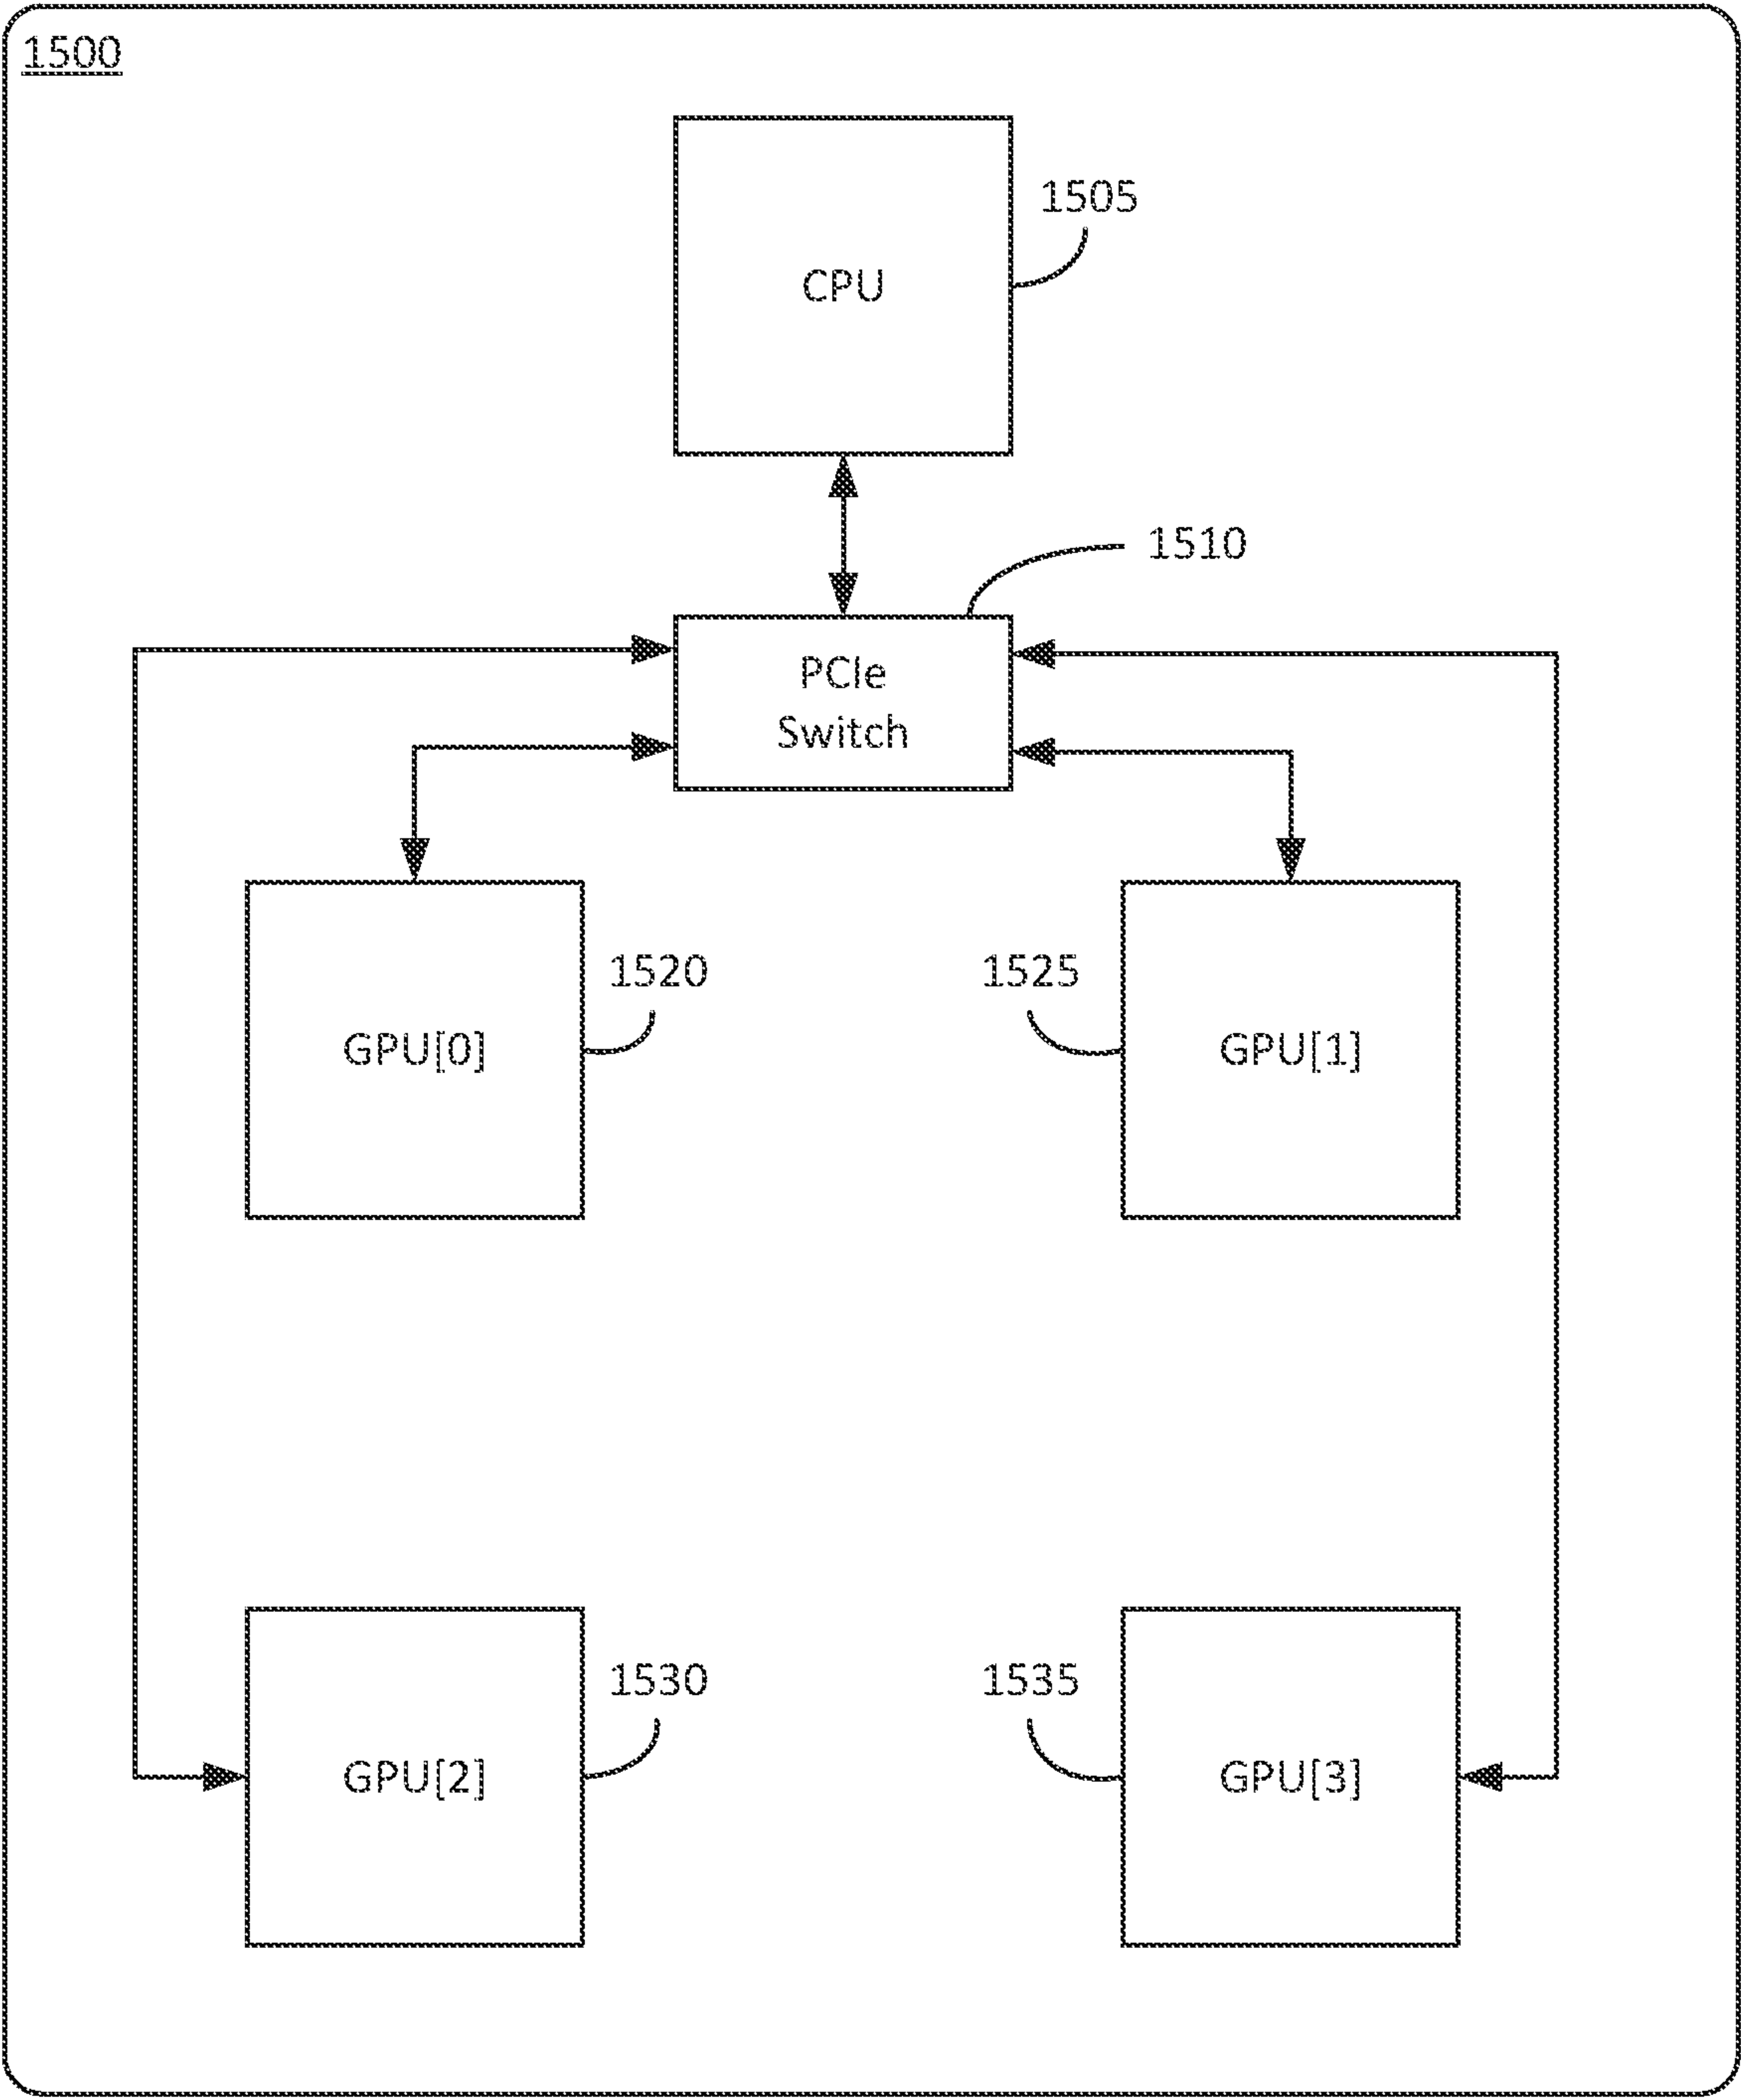 1500
1505
CPU
1510
PCIe
Switch
1520
1525
GPU[0]
GPU[1]
1530
1535
GPU[2]
GPU[3]